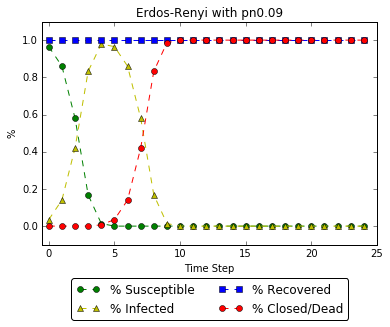 Erdos-Renyi with pn0.09
1.0
0.8
0.6
0.4
0.2
0.0
%
0 5 10 15 20 25
Time Step
% Susceptible % Recovered
% Infected % Closed/Dead